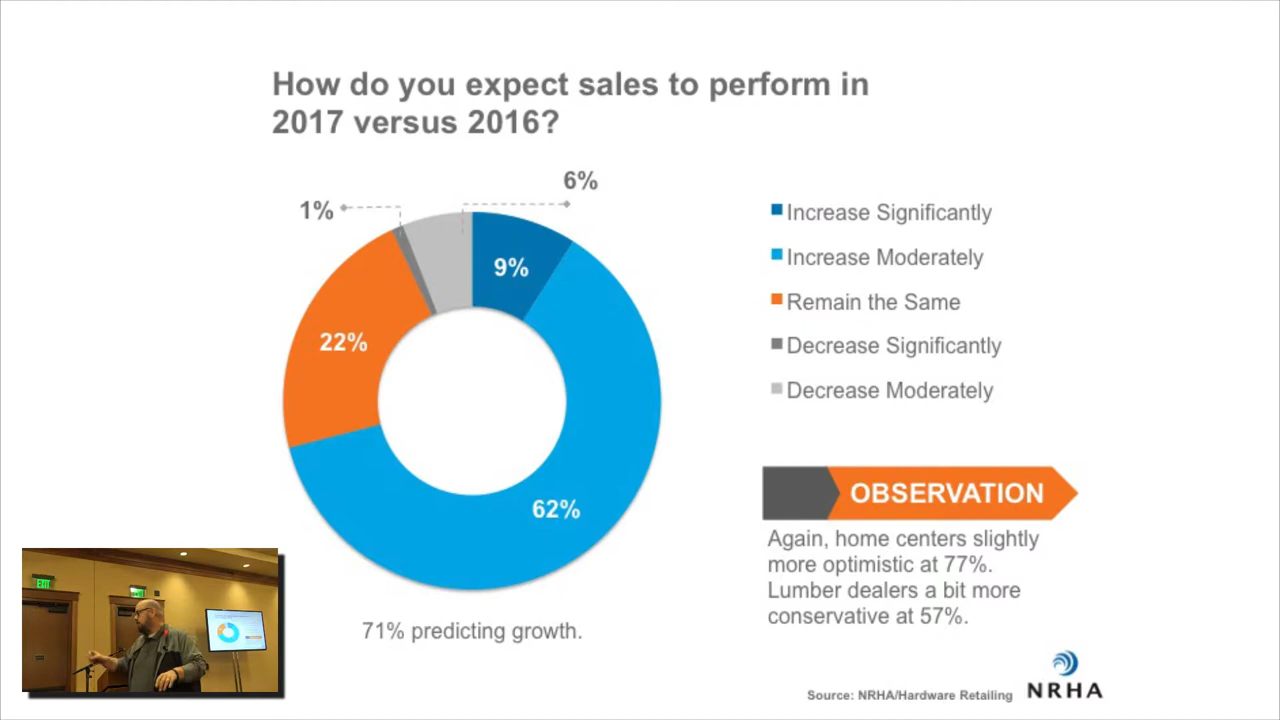 How do you expect sales to perform in
2017 versus 2016?
6%
1%
9%
22%
62%
71% predicting growth.
Increase Significantly
Increase Moderately
Remain the Same
Decrease Significantly
Decrease Moderately
OBSERVATION
Again, home centers slightly
more optimistic at 77%.
Lumber dealers a bit more
conservative at 57%.
EXIT
Source: NRHA/Hardware Retailing
NRHA